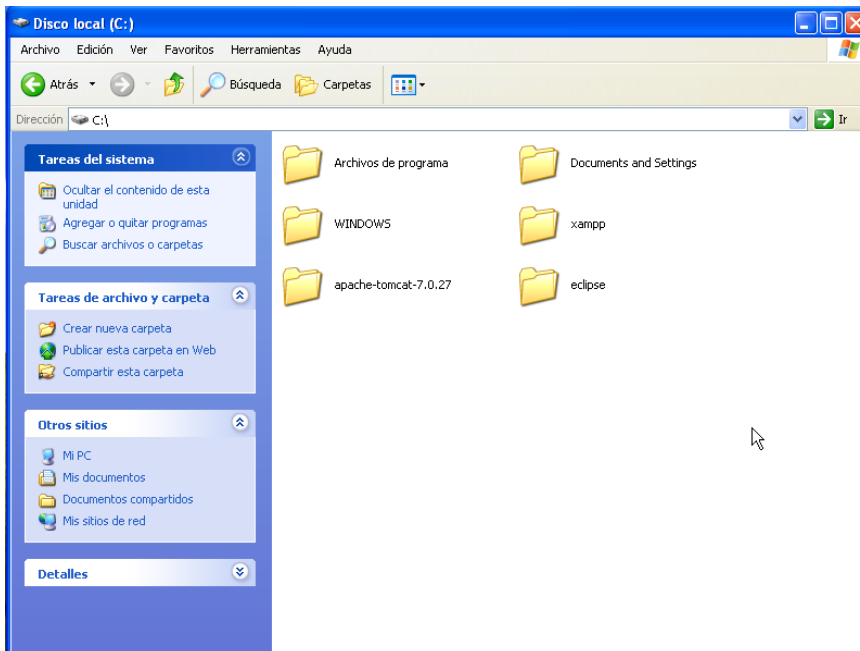 Disco local (C:)
Archivo Edición Ver Favoritos Herramientas Ayuda
Atrás Búsqueda Carpetas
Dirección C:\ Ir
Tareas del sistema
Ocultar el contenido de esta
unidad
Agregar o quitar programas
Buscar archivos o carpetas
Tareas de archivo y carpeta
Crear nueva carpeta
Publicar esta carpeta en Web
Compartir esta carpeta
Otros sitios
Mi PC
Mis documentos
Documentos compartidos
Mis sitios de red
Detalles
Archivos de programa Documents and Settings
WINDOWS xampp
apache-tomcat-7.0.27 eclipse